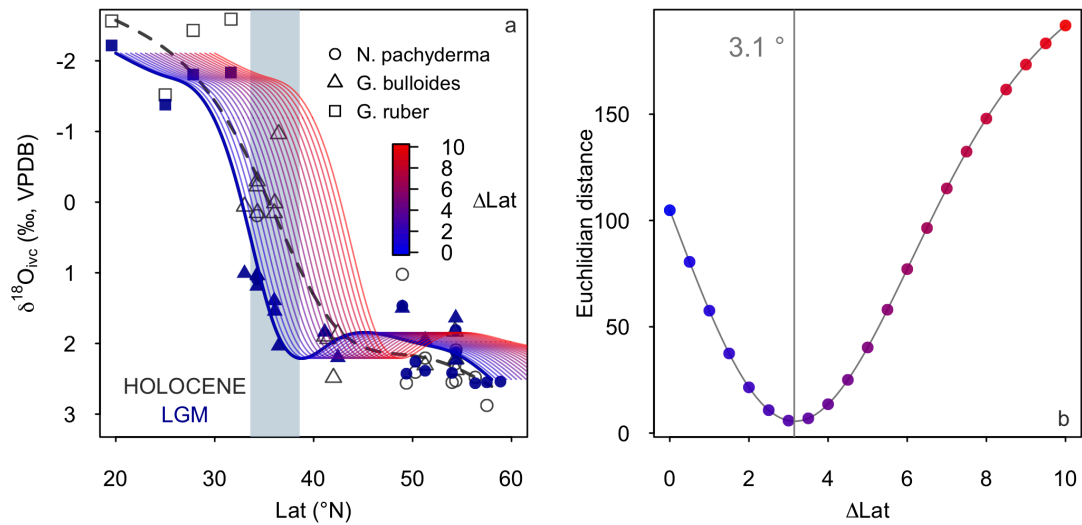 a
N. pachyderma
G. bulloides
G. ruber
-2
-1
0
1
2
3
δ¹⁸Oivc (‰, VPDB)
10
8
6
4
2
0
ΔLat
HOLOCENE
LGM
20
30
40
50
60
Lat (°N)
3.1 °
150
100
50
0
Euchlidian distance
b
0
2
4
6
8
10
ΔLat